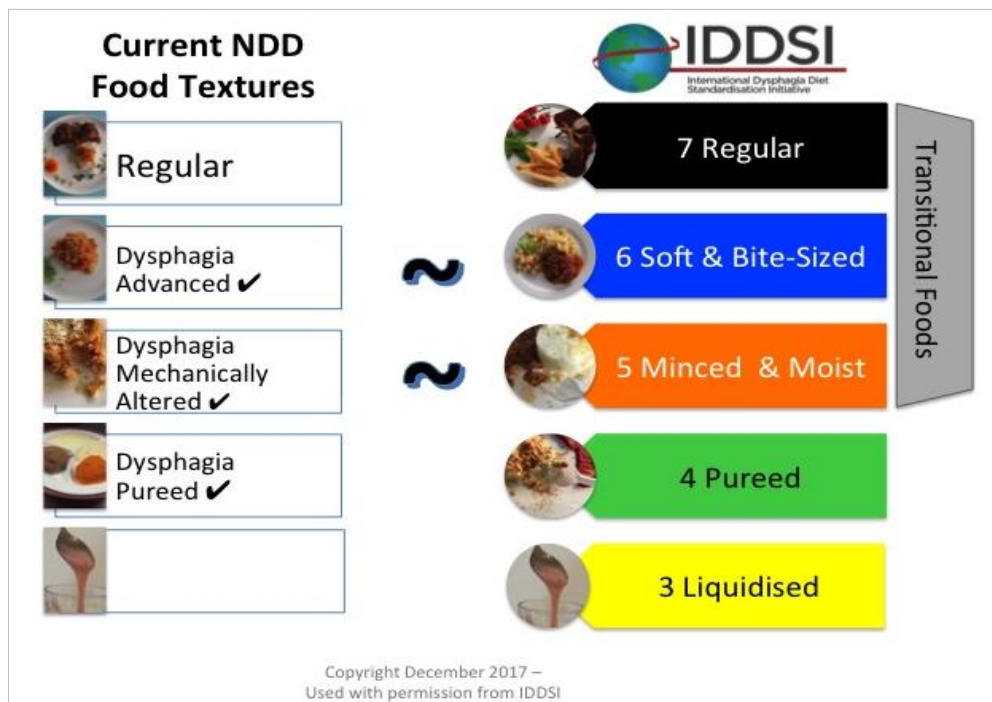 Current NDD
Food Textures
IDDSI
International Dysphagia Diet
Standardisation Initiative
Regular
7 Regular
Dysphagia
Advanced ✔
~
6 Soft & Bite-Sized
Dysphagia
Mechanically
Altered ✔
~
5 Minced & Moist
Dysphagia
Pureed ✔
4 Pureed
3 Liquidised
Transitional Foods
Copyright December 2017 –
Used with permission from IDDSI